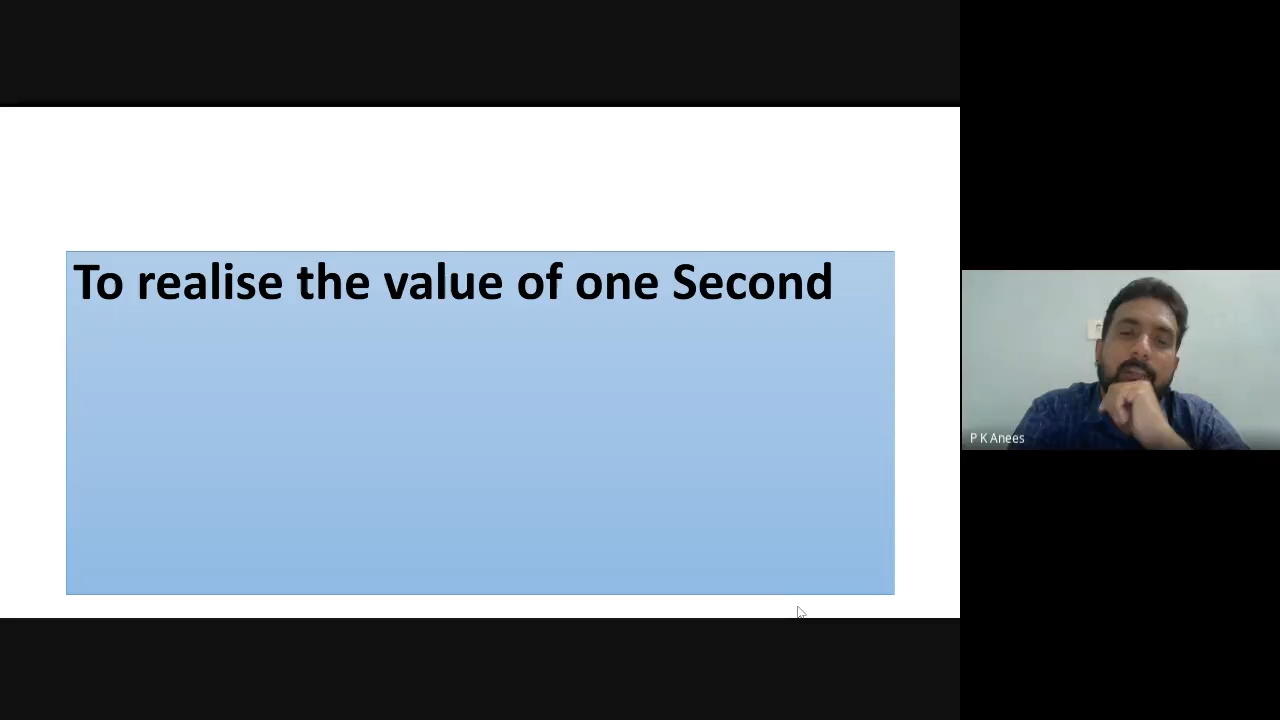 To realise the value of one Second
P K Anees